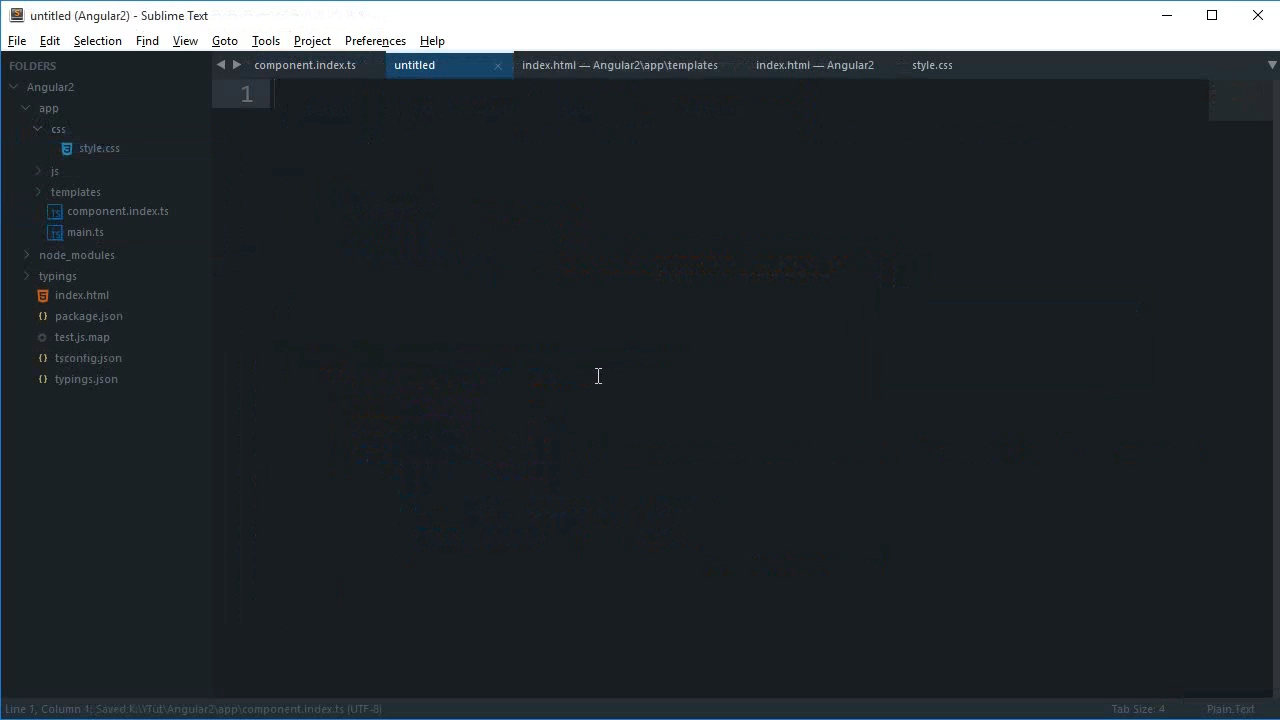 untitled (Angular2) - Sublime Text
File Edit Selection Find View Goto Tools Project Preferences Help
FOLDERS
component.index.ts untitled index.html — Angular2\app\templates index.html — Angular2 style.css
Angular2
1
app
css
style.css
js
templates
component.index.ts
main.ts
node_modules
typings
index.html
package.json
test.js.map
tsconfig.json
typings.json
Line 1, Column 1; Saved \Angular2\app\component.index.ts (UTF-8) Tab Size: 4 Plain Text